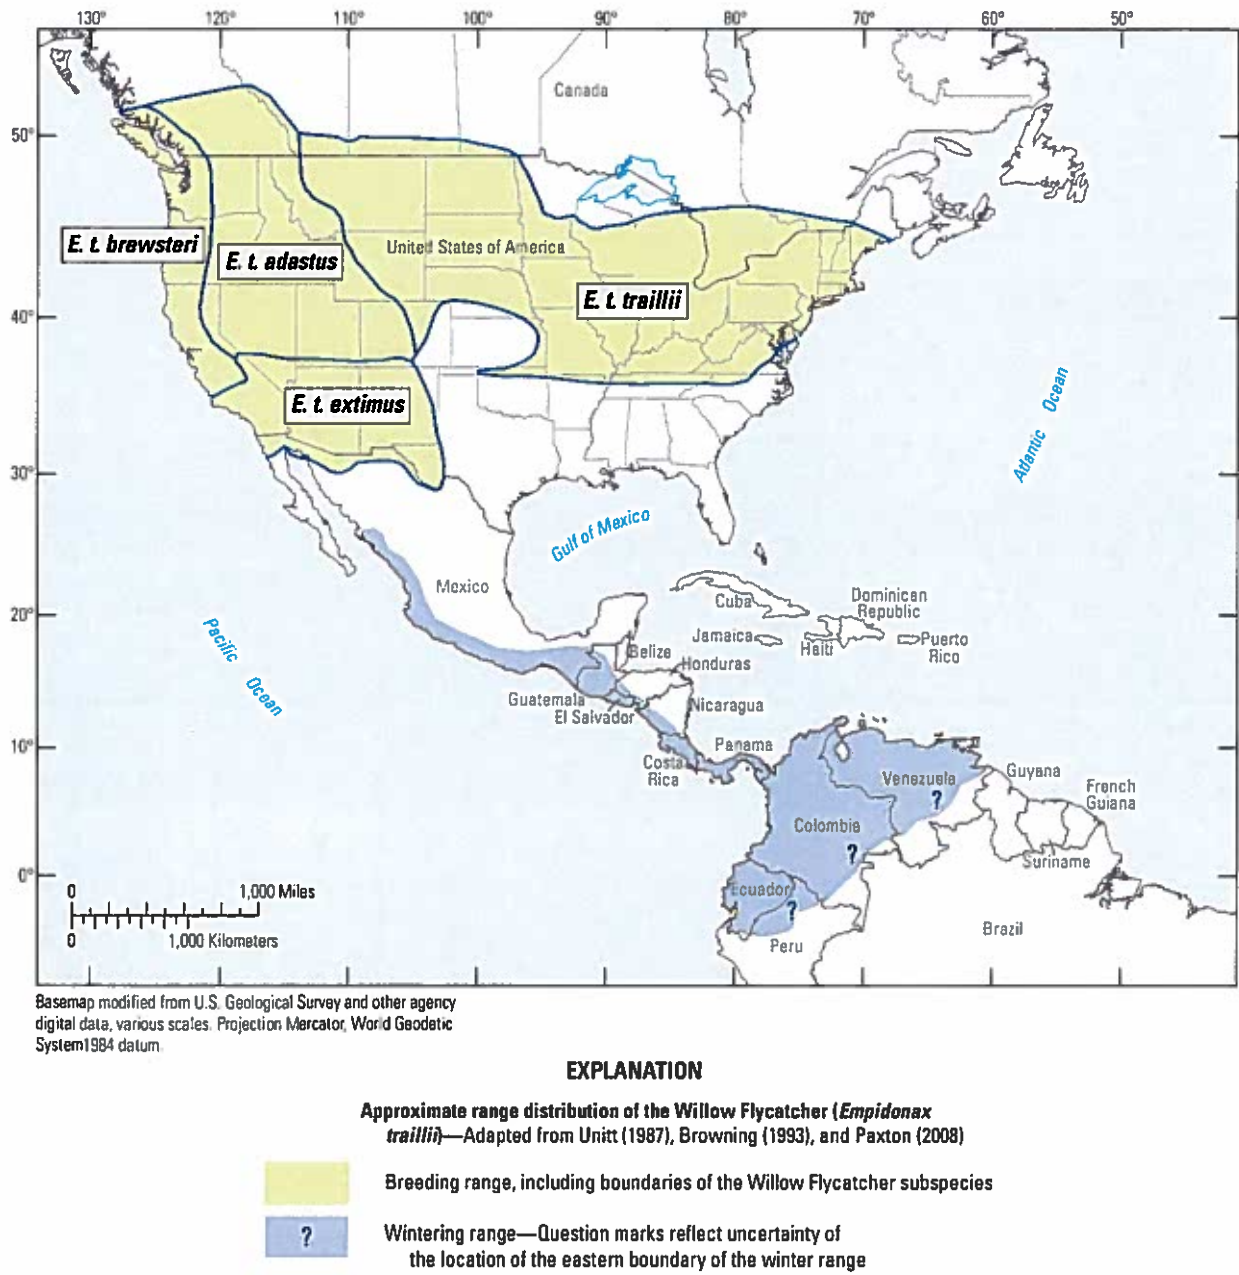 130° 120° 110° 100° 90° 80° 70° 60° 50°
Canada
50°
E. t. brewsteri
United States of America
E. t. adastus
E. t. traillii
40°
E. t. extimus
Atlantic Ocean
30°
Gulf of Mexico
Mexico
Cuba
Dominican
Republic
20°
Pacific Ocean
Jamaica
Haiti
Puerto
Rico
Belize
Honduras
Guatemala
El Salvador
Nicaragua
10°
Panama
Costa
Rica
Venezuela
?
Guyana
French
Guiana
Colombia
?
Suriname
0°
Ecuador
?
Peru
Brazil
0 1,000 Miles
0 1,000 Kilometers
Basemap modified from U.S. Geological Survey and other agency
digital data, various scales. Projection Mercator, World Geodetic
System1984 datum.
EXPLANATION
Approximate range distribution of the Willow Flycatcher (Empidonax
traillii)—Adapted from Unitt (1987), Browning (1993), and Paxton (2008)
Breeding range, including boundaries of the Willow Flycatcher subspecies
? Wintering range—Question marks reflect uncertainty of
the location of the eastern boundary of the winter range